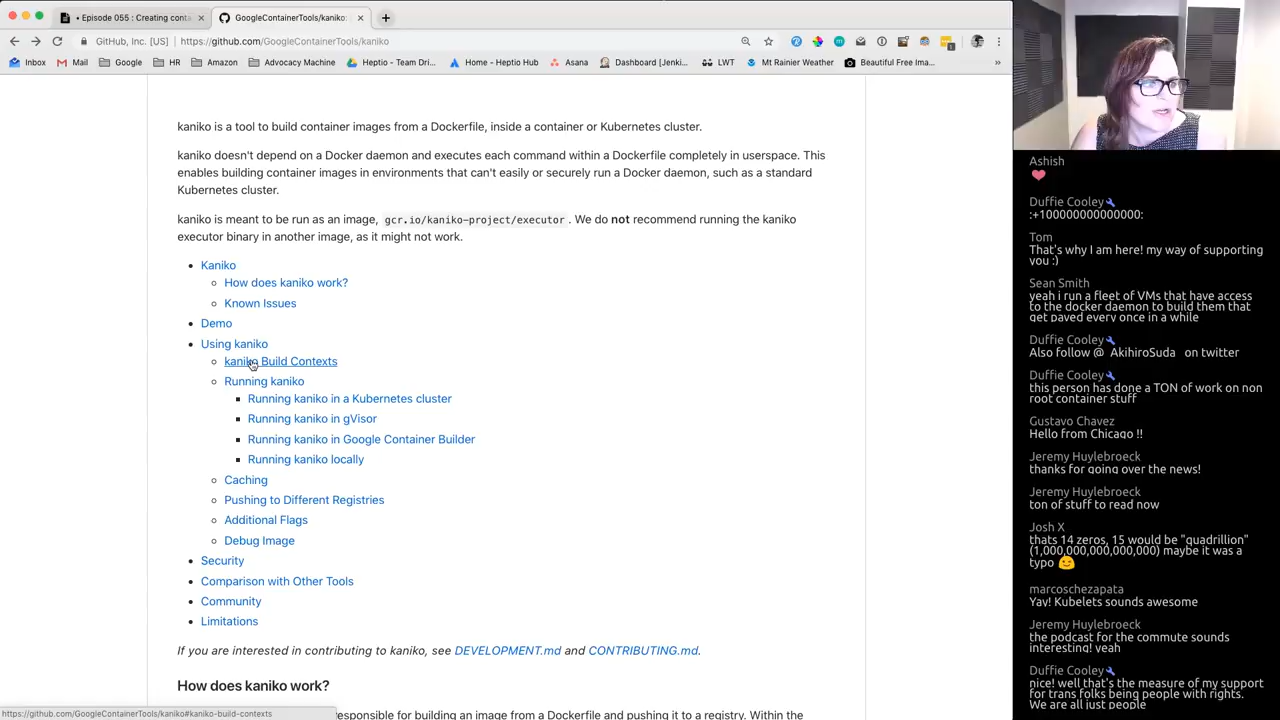 • Episode 055 : Creating conta
GoogleContainerTools/kaniko:
GitHub, Inc. [US]
https://github.com/GoogleContainerTools/kaniko
Inbox
Mail
Google
HR
Amazon
Advocacy Machine
Heptio - Team Dri...
Home - Heptio Hub
Asana
Dashboard [Jenki...
LWT
Mt Rainier Weather
Beautiful Free Ima...
»
kaniko is a tool to build container images from a Dockerfile, inside a container or Kubernetes cluster.
kaniko doesn't depend on a Docker daemon and executes each command within a Dockerfile completely in userspace. This
enables building container images in environments that can't easily or securely run a Docker daemon, such as a standard
Kubernetes cluster.
kaniko is meant to be run as an image, gcr.io/kaniko-project/executor . We do not recommend running the kaniko
executor binary in another image, as it might not work.
Kaniko
How does kaniko work?
Known Issues
Demo
Using kaniko
kaniko Build Contexts
Running kaniko
Running kaniko in a Kubernetes cluster
Running kaniko in gVisor
Running kaniko in Google Container Builder
Running kaniko locally
Caching
Pushing to Different Registries
Additional Flags
Debug Image
Security
Comparison with Other Tools
Community
Limitations
If you are interested in contributing to kaniko, see DEVELOPMENT.md and CONTRIBUTING.md.
How does kaniko work?
responsible for building an image from a Dockerfile and pushing it to a registry. Within the
https://github.com/GoogleContainerTools/kaniko#kaniko-build-contexts
Ashish
Duffie Cooley
:+100000000000000:
Tom
That's why I am here! my way of supporting
you :)
Sean Smith
yeah i run a fleet of VMs that have access
to the docker daemon to build them that
get paved every once in a while
Duffie Cooley
Also follow @ AkihiroSuda on twitter
Duffie Cooley
this person has done a TON of work on non
root container stuff
Gustavo Chavez
Hello from Chicago !!
Jeremy Huylebroeck
thanks for going over the news!
Jeremy Huylebroeck
ton of stuff to read now
Josh X
thats 14 zeros, 15 would be "quadrillion"
(1,000,000,000,000,000) maybe it was a
typo
marcoschezapata
Yay! Kubelets sounds awesome
Jeremy Huylebroeck
the podcast for the commute sounds
interesting! yeah
Duffie Cooley
nice! well that's the measure of my support
for trans folks being people with rights.
We are all just people